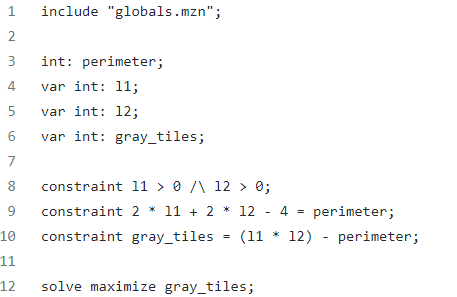 1 include "globals.mzn";
2
3 int: perimeter;
4 var int: l1;
5 var int: l2;
6 var int: gray_tiles;
7
8 constraint l1 > 0 /\ l2 > 0;
9 constraint 2 * l1 + 2 * l2 - 4 = perimeter;
10 constraint gray_tiles = (l1 * l2) - perimeter;
11
12 solve maximize gray_tiles;